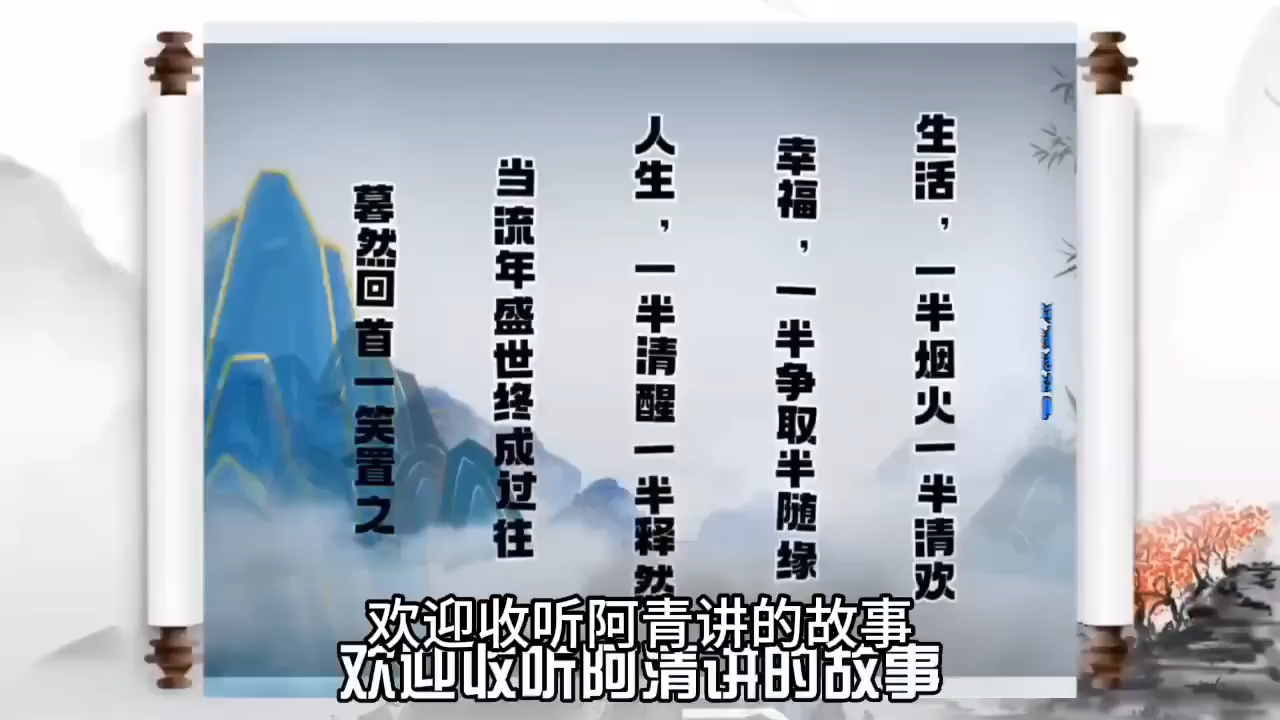 生活，一半烟火一半清欢
幸福，一半争取半随缘
人生，一半清醒一半释然
当流年盛世终成过往
暮然回首一笑置之
欢迎收听阿青讲的故事
欢迎收听阿清讲的故事